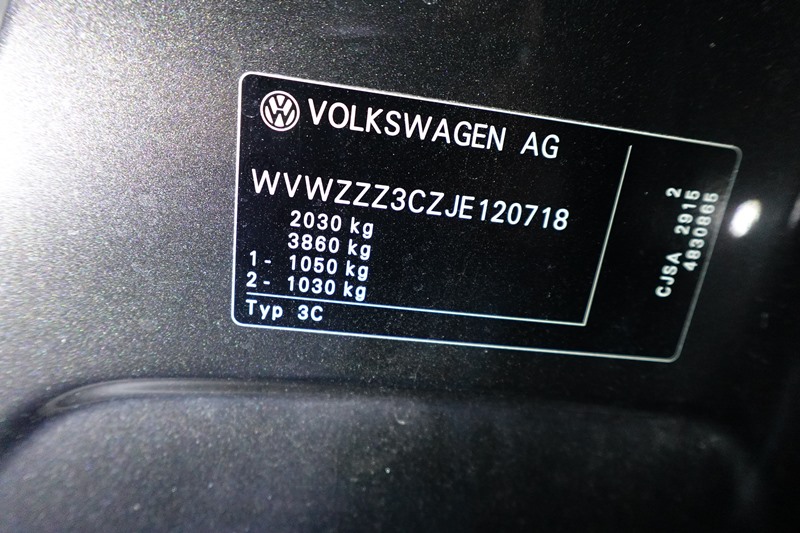 VOLKSWAGEN AG
WVWZZZ3CZJE120718
2030 kg
3860 kg
1- 1050 kg
2- 1030 kg
Typ 3C
2
CJSA 2915
4830865